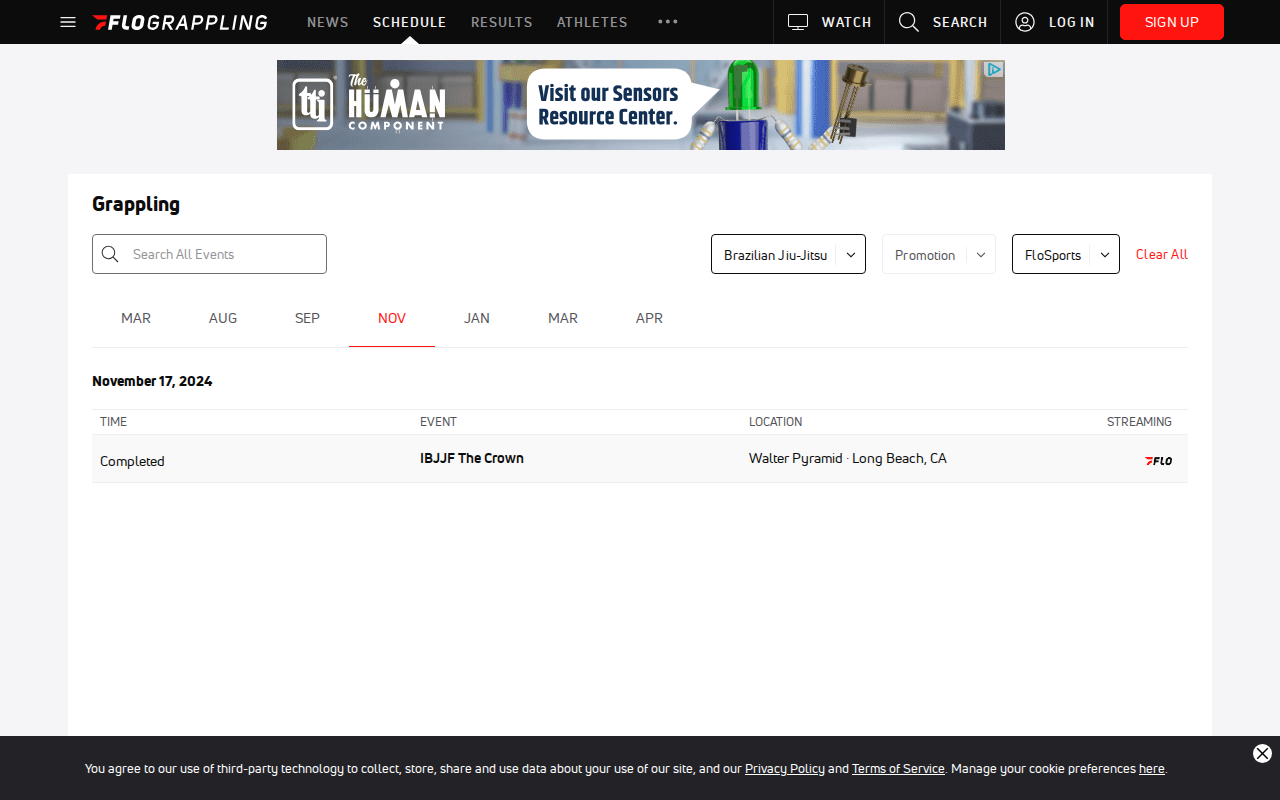 FLOGRAPPLING NEWS SCHEDULE RESULTS ATHLETES ••• WATCH SEARCH LOG IN SIGN UP
tti The HUMAN COMPONENT
Visit our Sensors
Resource Center.
Grappling
Search All Events Brazilian Jiu-Jitsu Promotion FloSports Clear All
MAR AUG SEP NOV JAN MAR APR
November 17, 2024
TIME EVENT LOCATION STREAMING
Completed IBJJF The Crown Walter Pyramid · Long Beach, CA FLO
You agree to our use of third-party technology to collect, store, share and use data about your use of our site, and our Privacy Policy and Terms of Service. Manage your cookie preferences here.